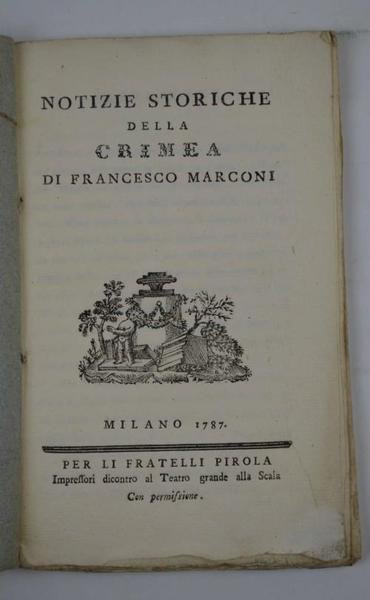 NOTIZIE STORICHE
DELLA
CRIMEA
DI FRANCESCO MARCONI
MILANO 1787.
PER LI FRATELLI PIROLA
Impreſſori dicontro al Teatro grande alla Scala
Con permiſſione.